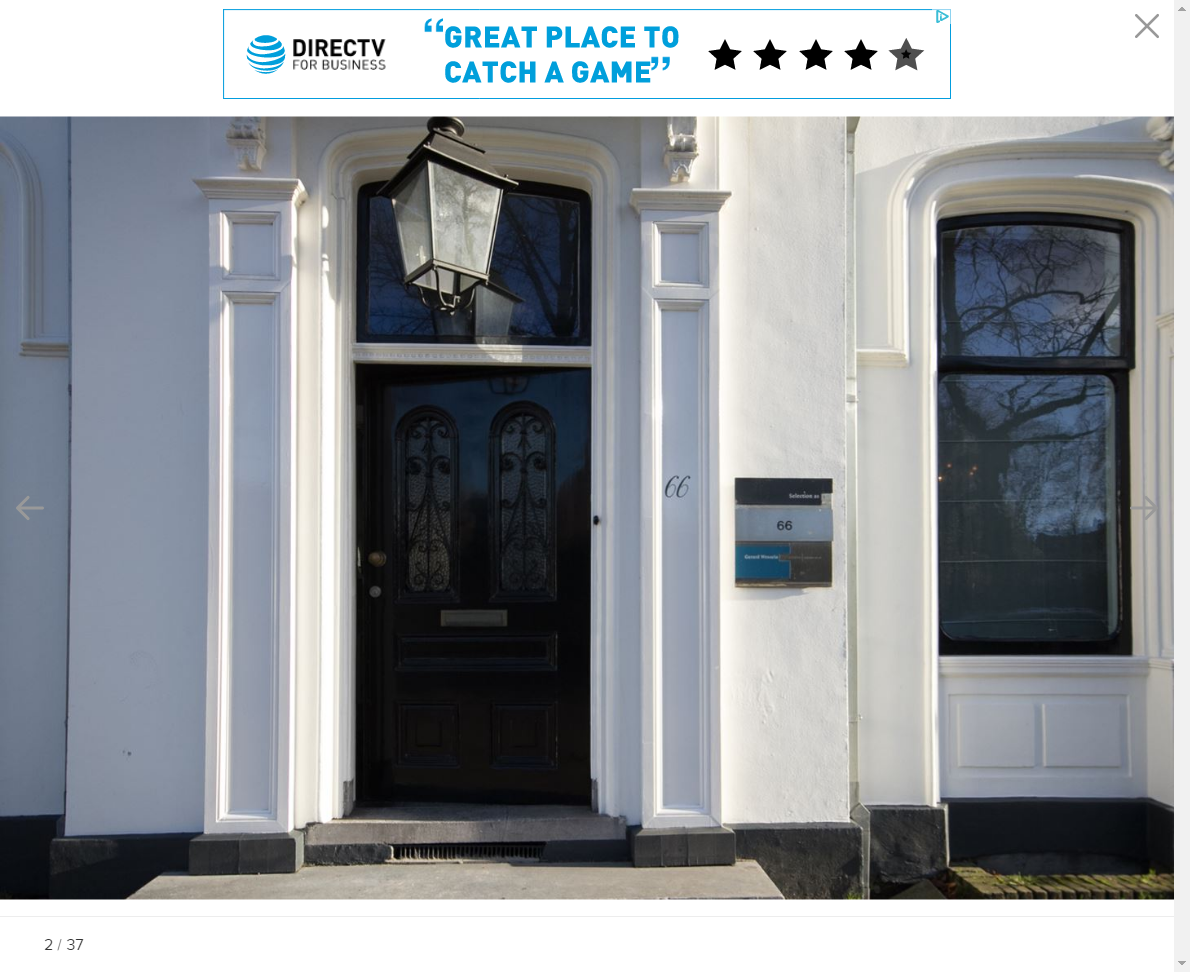 DIRECTV
FOR BUSINESS
“GREAT PLACE TO
CATCH A GAME”
66
66
2 / 37